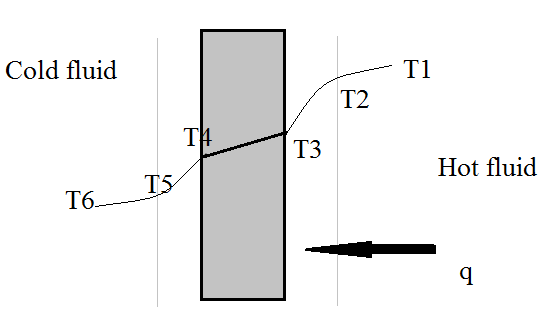 Cold fluid
T1
T2
T4
T3
Hot fluid
T5
T6
q